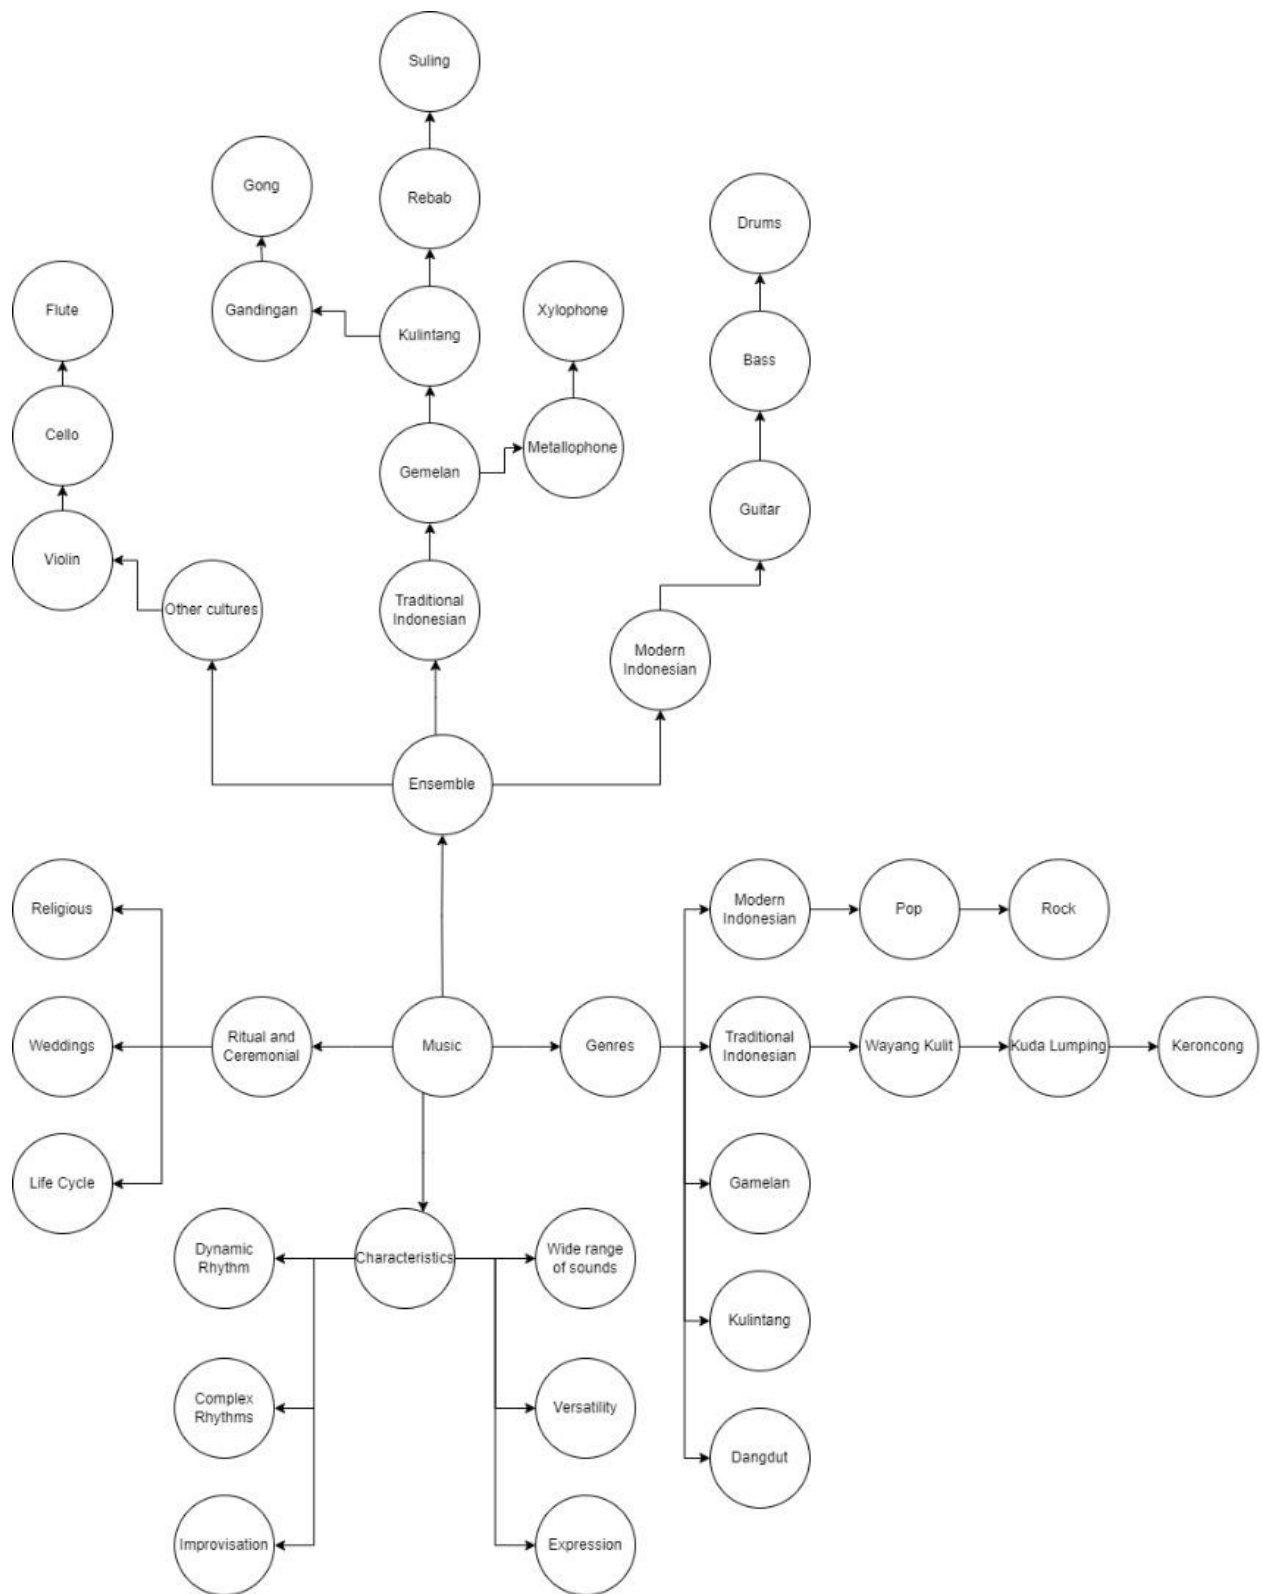 Suling
Gong
Rebab
Drums
Flute
Gandingan
Kulintang
Xylophone
Bass
Cello
Gemelan
Metallophone
Guitar
Violin
Other cultures
Traditional
Indonesian
Modern
Indonesian
Ensemble
Religious
Modern
Indonesian
Pop
Rock
Weddings
Ritual and
Ceremonial
Music
Genres
Traditional
Indonesian
Wayang Kulit
Kuda Lumping
Keroncong
Life Cycle
Gamelan
Dynamic
Rhythm
Characteristics
Wide range
of sounds
Kulintang
Complex
Rhythms
Versatility
Dangdut
Improvisation
Expression